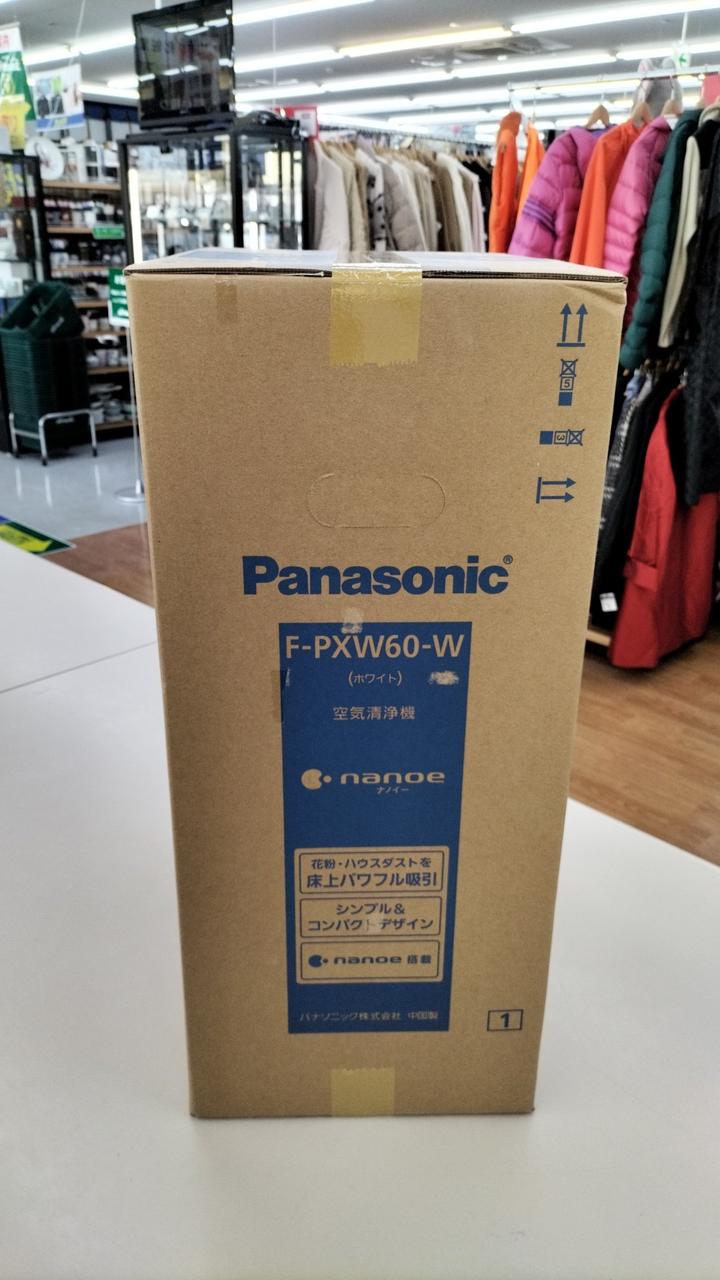 Panasonic®
F-PXW60-W
(ホワイト)
空気清浄機
nanoe
ナノイー
花粉・ハウスダストを
床上パワフル吸引
シンプル&
コンパクトデザイン
nanoe 搭載
パナソニック株式会社 中国製
1
5
3